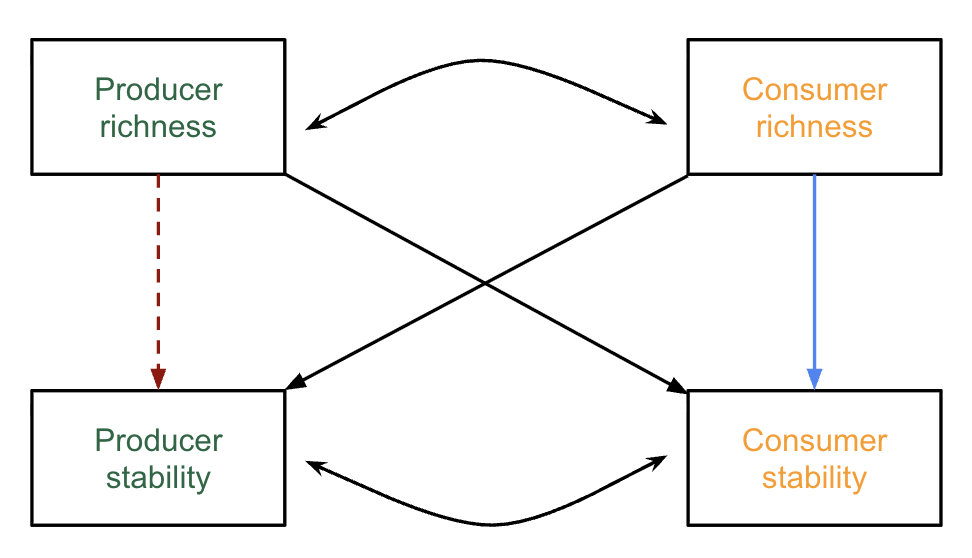 Producer
richness
Consumer
richness
Producer
stability
Consumer
stability